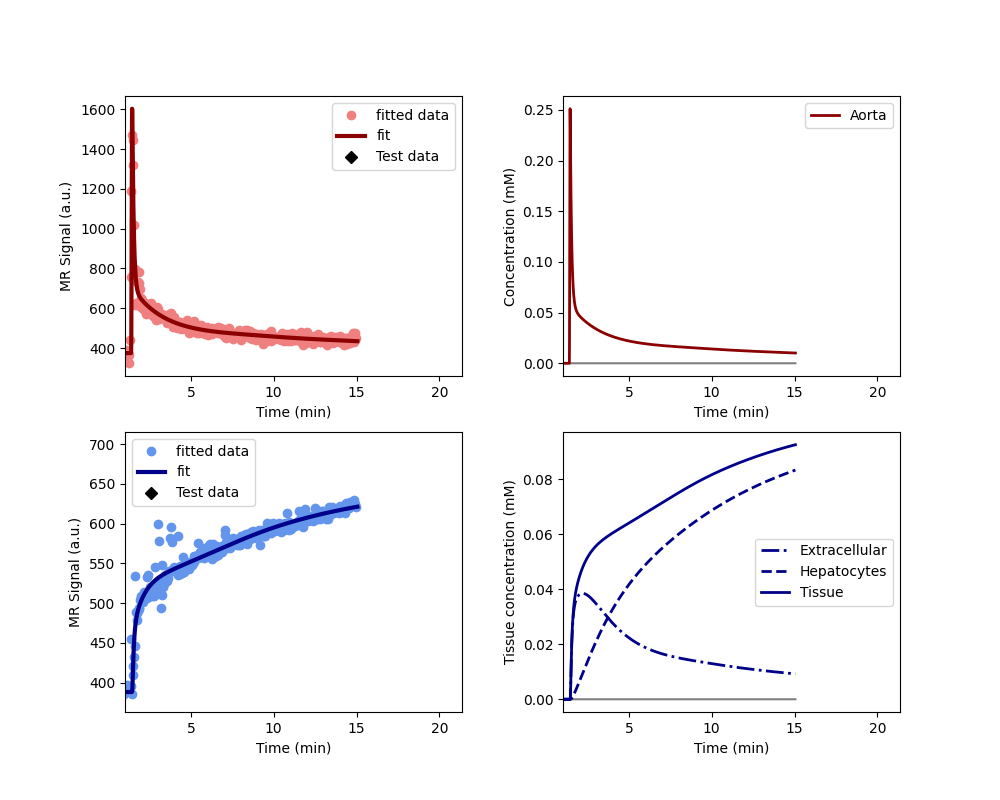 1600
1400
1200
1000
800
600
400
MR Signal (a.u.)
fitted data
fit
Test data
5
10
15
20
Time (min)
0.25
0.20
0.15
0.10
0.05
0.00
Concentration (mM)
Aorta
5
10
15
20
Time (min)
700
650
600
550
500
450
400
MR Signal (a.u.)
fitted data
fit
Test data
5
10
15
20
Time (min)
0.08
0.06
0.04
0.02
0.00
Tissue concentration (mM)
Extracellular
Hepatocytes
Tissue
5
10
15
20
Time (min)